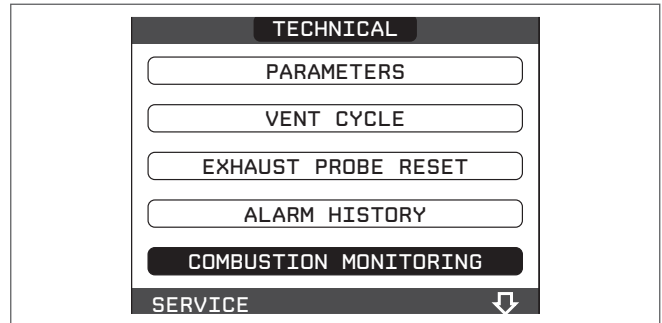 TECHNICAL
PARAMETERS
VENT CYCLE
EXHAUST PROBE RESET
ALARM HISTORY
COMBUSTION MONITORING
SERVICE